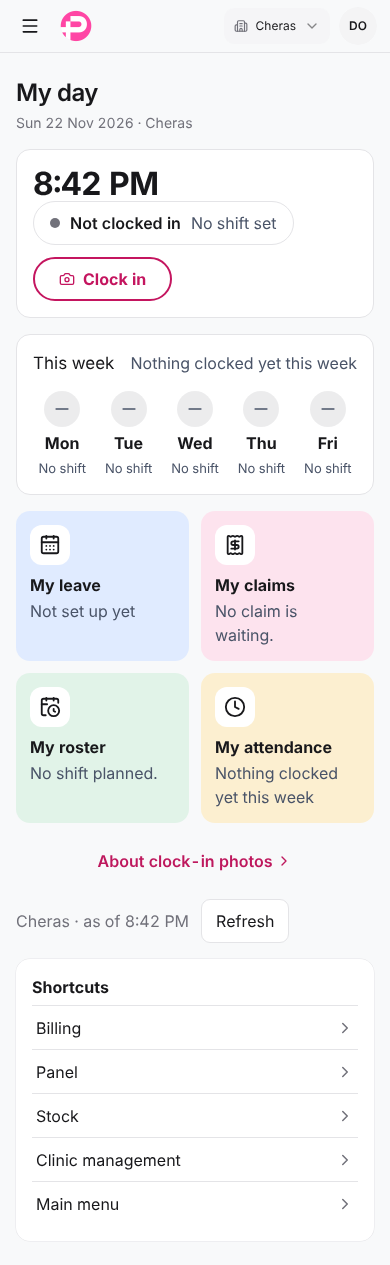 Cheras
DO
My day
Sun 22 Nov 2026 · Cheras
8:42 PM
Not clocked in No shift set
Clock in
This week Nothing clocked yet this week
Mon Tue Wed Thu Fri
No shift No shift No shift No shift No shift
My leave
Not set up yet
My claims
No claim is
waiting.
My roster
No shift planned.
My attendance
Nothing clocked
yet this week
About clock-in photos
Cheras · as of 8:42 PM Refresh
Shortcuts
Billing
Panel
Stock
Clinic management
Main menu